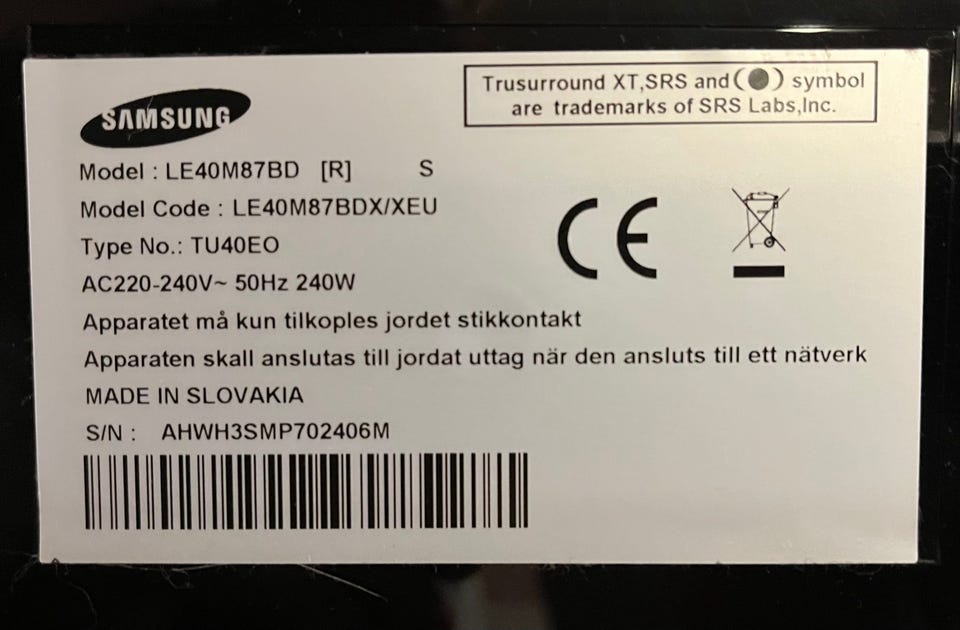 SAMSUNG
Trusurround XT,SRS and (●) symbol
are trademarks of SRS Labs,Inc.
Model : LE40M87BD [R] S
Model Code : LE40M87BDX/XEU
Type No.: TU40EO
AC220-240V~ 50Hz 240W
Apparatet må kun tilkoples jordet stikkontakt
Apparaten skall anslutas till jordat uttag när den ansluts till ett nätverk
MADE IN SLOVAKIA
S/N : AHWH3SMP702406M
CE